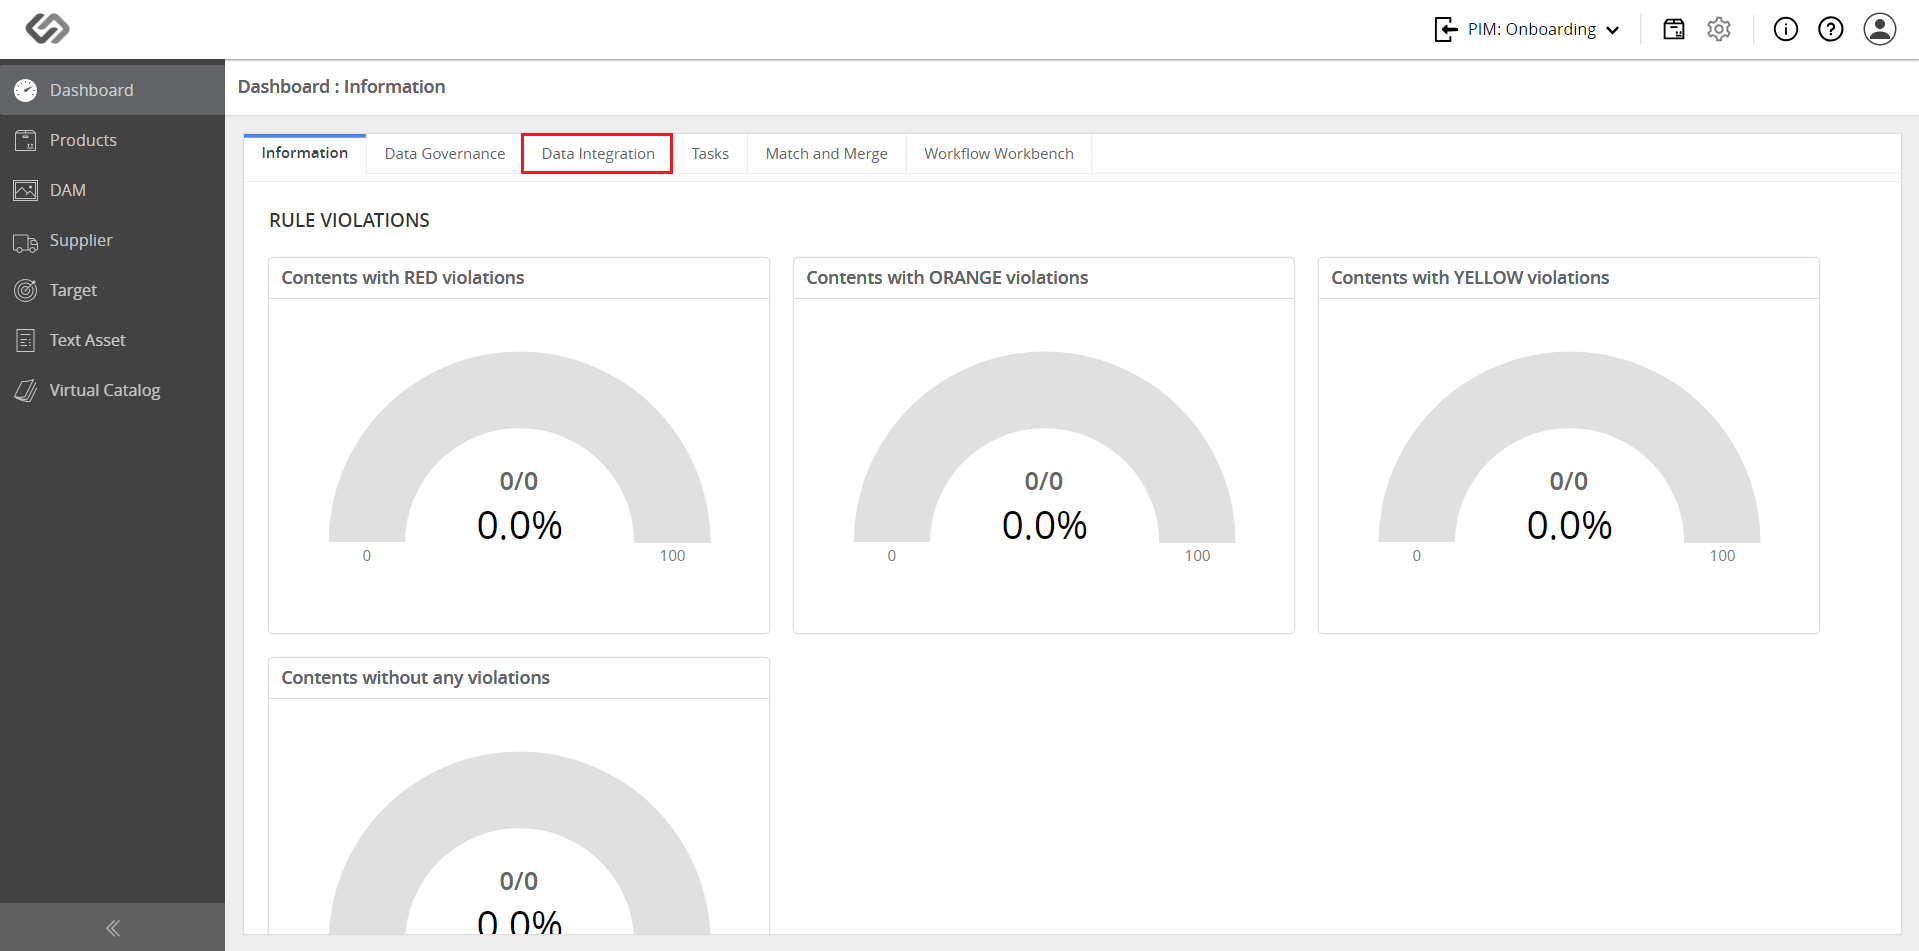 PIM: Onboarding
Dashboard
Products
DAM
Supplier
Target
Text Asset
Virtual Catalog
Dashboard : Information
Information Data Governance Data Integration Tasks Match and Merge Workflow Workbench
RULE VIOLATIONS
Contents with RED violations
0/0
0.0%
0 100
Contents with ORANGE violations
0/0
0.0%
0 100
Contents with YELLOW violations
0/0
0.0%
0 100
Contents without any violations
0/0
0.0%